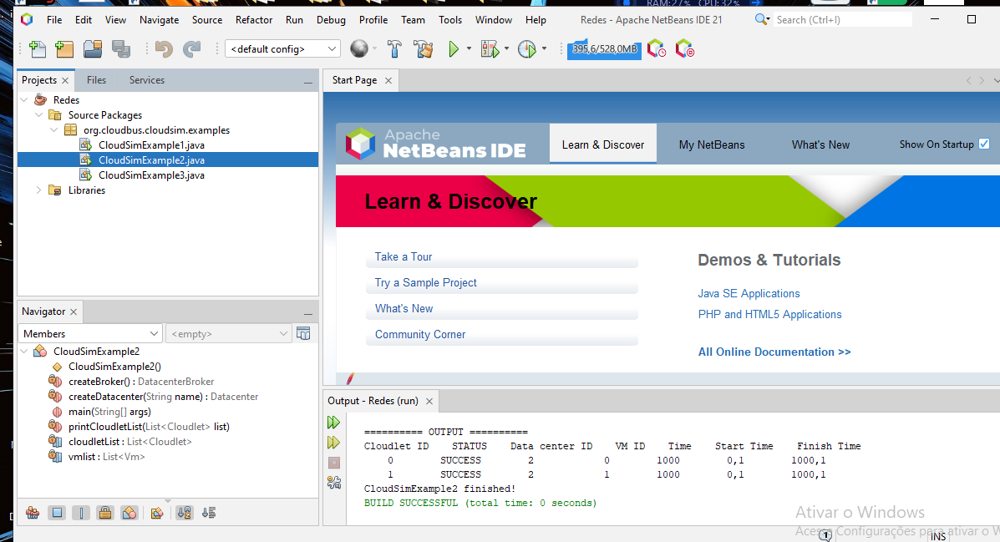 RAM:27% CPU:32%
File Edit View Navigate Source Refactor Run Debug Profile Team Tools Window Help Redes - Apache NetBeans IDE 21 Search (Ctrl+I)
<default config> 395,6/528,0MB
Projects Files Services
Redes
Source Packages
org.cloudbus.cloudsim.examples
CloudSimExample1.java
CloudSimExample2.java
CloudSimExample3.java
Libraries
Navigator
Members <empty>
CloudSimExample2
CloudSimExample2()
createBroker() : DatacenterBroker
createDatacenter(String name) : Datacenter
main(String[] args)
printCloudletList(List<Cloudlet> list)
cloudletList : List<Cloudlet>
vmlist : List<Vm>
Start Page
Apache
NetBeans IDE
Learn & Discover My NetBeans What's New Show On Startup
Learn & Discover
Take a Tour
Try a Sample Project
What's New
Community Corner
Demos & Tutorials
Java SE Applications
PHP and HTML5 Applications
All Online Documentation >>
Output - Redes (run)
========== OUTPUT ==========
Cloudlet ID STATUS Data center ID VM ID Time Start Time Finish Time
0 SUCCESS 2 0 1000 0,1 1000,1
1 SUCCESS 2 1 1000 0,1 1000,1
CloudSimExample2 finished!
BUILD SUCCESSFUL (total time: 0 seconds)
Ativar o Windows
Acesse Configurações para ativar o W
1 INS